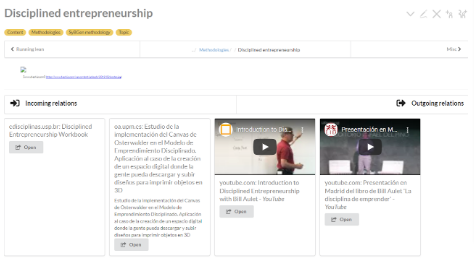 Disciplined entrepreneurship
Content
Methodologies
Topic
Running lean
Methodologies
Disciplined entrepreneurship
Misc
Incoming relations
Outgoing relations
edisciplinas.usp.br: Disciplined
Entrepreneurship Workbook
Open
oa.upm.es: Estudio de la
implementación del Canvas de
Osterwalder en el Modelo de
Emprendimiento Disciplinado.
Aplicación al caso de la creación
de un espacio digital donde la
gente pueda descargar y subir
diseños para imprimir objetos en
3D
Estudio de la implementación del Canvas
de Osterwalder en el Modelo de
Emprendimiento Disciplinado. Aplicación
al caso de la creación de un espacio digital
donde la gente pueda descargar y subir
diseños para imprimir objetos en 3D
Open
Introduction to Dis...
youtube.com: Introduction to
Disciplined Entrepreneurship
with Bill Aulet - YouTube
Open
Presentación en M...
youtube.com: Presentación en
Madrid del libro de Bill Aulet "La
disciplina de emprender" -
YouTube
Open